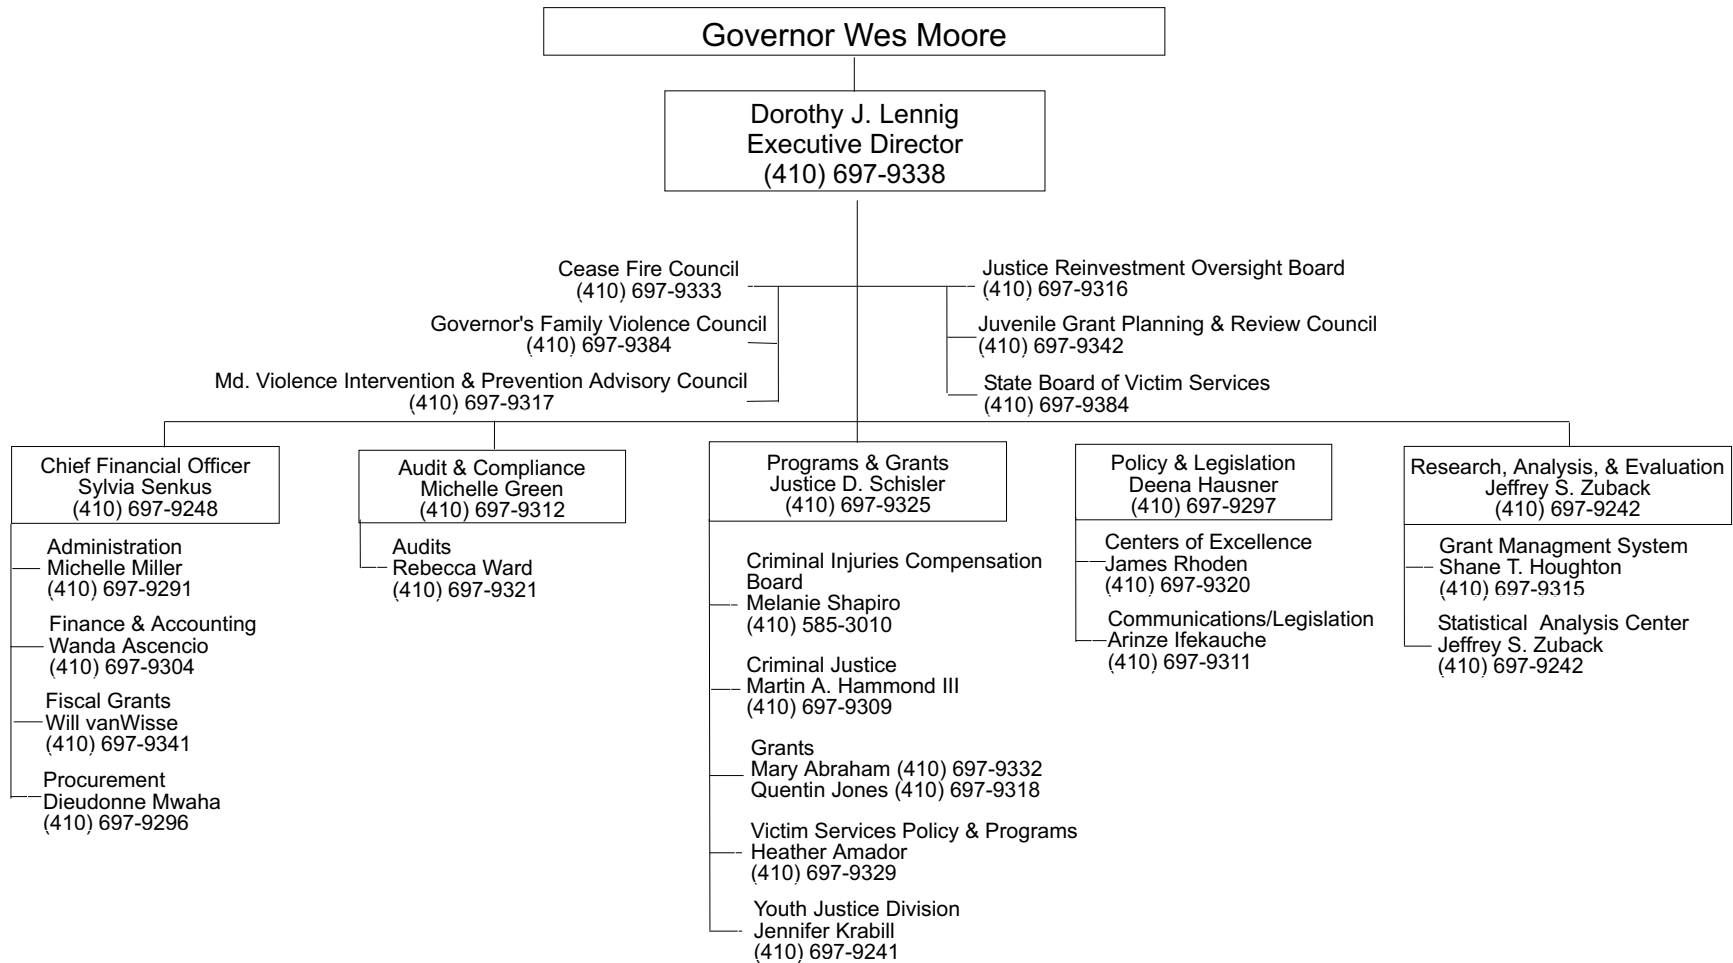 Governor Wes Moore
Dorothy J. Lennig
Executive Director
(410) 697-9338
Cease Fire Council
(410) 697-9333
Governor's Family Violence Council
(410) 697-9384
Md. Violence Intervention & Prevention Advisory Council
(410) 697-9317
Justice Reinvestment Oversight Board
(410) 697-9316
Juvenile Grant Planning & Review Council
(410) 697-9342
State Board of Victim Services
(410) 697-9384
Chief Financial Officer
Sylvia Senkus
(410) 697-9248
Administration
Michelle Miller
(410) 697-9291
Finance & Accounting
Wanda Ascencio
(410) 697-9304
Fiscal Grants
Will vanWisse
(410) 697-9341
Procurement
Dieudonne Mwaha
(410) 697-9296
Audit & Compliance
Michelle Green
(410) 697-9312
Audits
Rebecca Ward
(410) 697-9321
Programs & Grants
Justice D. Schisler
(410) 697-9325
Criminal Injuries Compensation
Board
Melanie Shapiro
(410) 585-3010
Criminal Justice
Martin A. Hammond III
(410) 697-9309
Grants
Mary Abraham (410) 697-9332
Quentin Jones (410) 697-9318
Victim Services Policy & Programs
Heather Amador
(410) 697-9329
Youth Justice Division
Jennifer Krabill
(410) 697-9241
Policy & Legislation
Deena Hausner
(410) 697-9297
Centers of Excellence
James Rhoden
(410) 697-9320
Communications/Legislation
Arinze Ifekauche
(410) 697-9311
Research, Analysis, & Evaluation
Jeffrey S. Zuback
(410) 697-9242
Grant Managment System
Shane T. Houghton
(410) 697-9315
Statistical Analysis Center
Jeffrey S. Zuback
(410) 697-9242